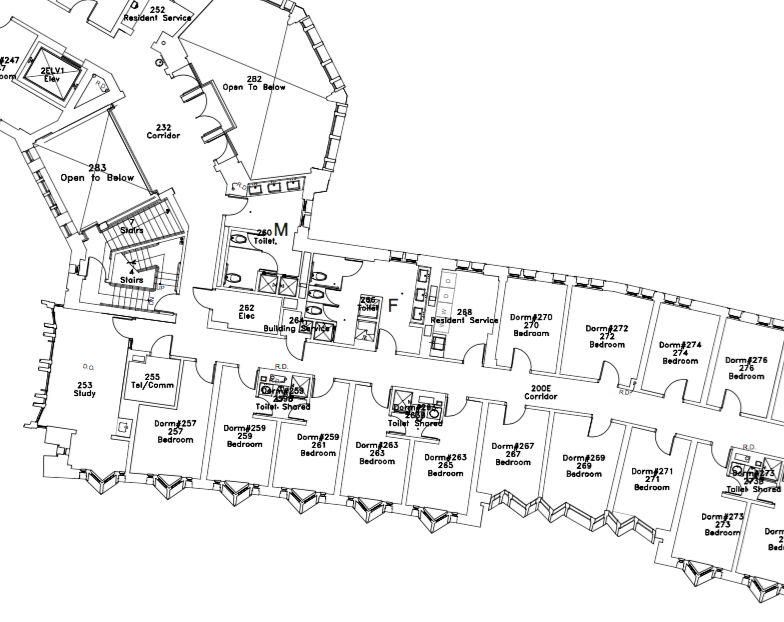 252
Resident Service
#247
7
oom
2ELV1
Elev
R.D.
282
Open To Below
232
Corridor
283
Open to Below
R.D.
7
Stairs
M
260
Toilet
4
Stairs
262
Elec
264
Building Service
266
Toilet
F
W W D D
268
Resident Service
Dorm#270
270
Bedroom
Dorm#272
272
Bedroom
Dorm#274
274
Bedroom
Dorm#276
276
Bedroom
D.O.
253
Study
255
Tel/Comm
R.D.
Dorm#259
259B
Toilet Shared
Toilet Shared
200E
Corridor
R.D.
Dorm#257
257
Bedroom
Dorm#259
259
Bedroom
Dorm#259
261
Bedroom
Dorm#263
263
Bedroom
Dorm#263
265
Bedroom
Dorm#267
267
Bedroom
Dorm#269
269
Bedroom
Dorm#271
271
Bedroom
R.D.
Dorm#273
273B
Toilet Shared
Dorm#273
273
Bedroom
Dorm
2
Bed